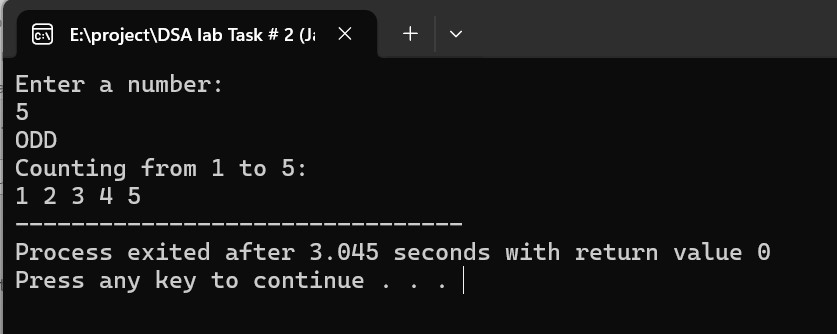 E:\project\DSA lab Task # 2 (Ja
Enter a number:
5
ODD
Counting from 1 to 5:
1 2 3 4 5
--------------------------------
Process exited after 3.045 seconds with return value 0
Press any key to continue . . .